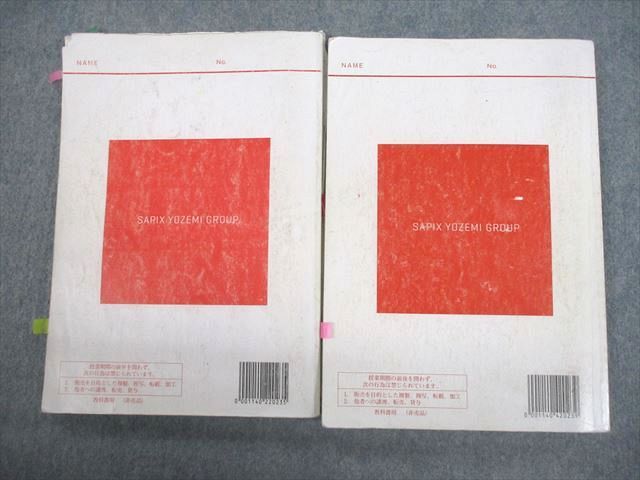 NAME No.
SAPIX YOZEMI GROUP
授業期間の前後を問わず、
次の行為は禁じられています。
1. 販売を目的とした複製、複写、転載、加工
2. 他者への譲渡、転売、貸与
教科書用 (非売品)
0001140220235
NAME No.
SAPIX YOZEMI GROUP
授業期間の前後を問わず、
次の行為は禁じられています。
1. 販売を目的とした複製、複写、転載、加工
2. 他者への譲渡、転売、貸与
教科書用 (非売品)
0001140420239